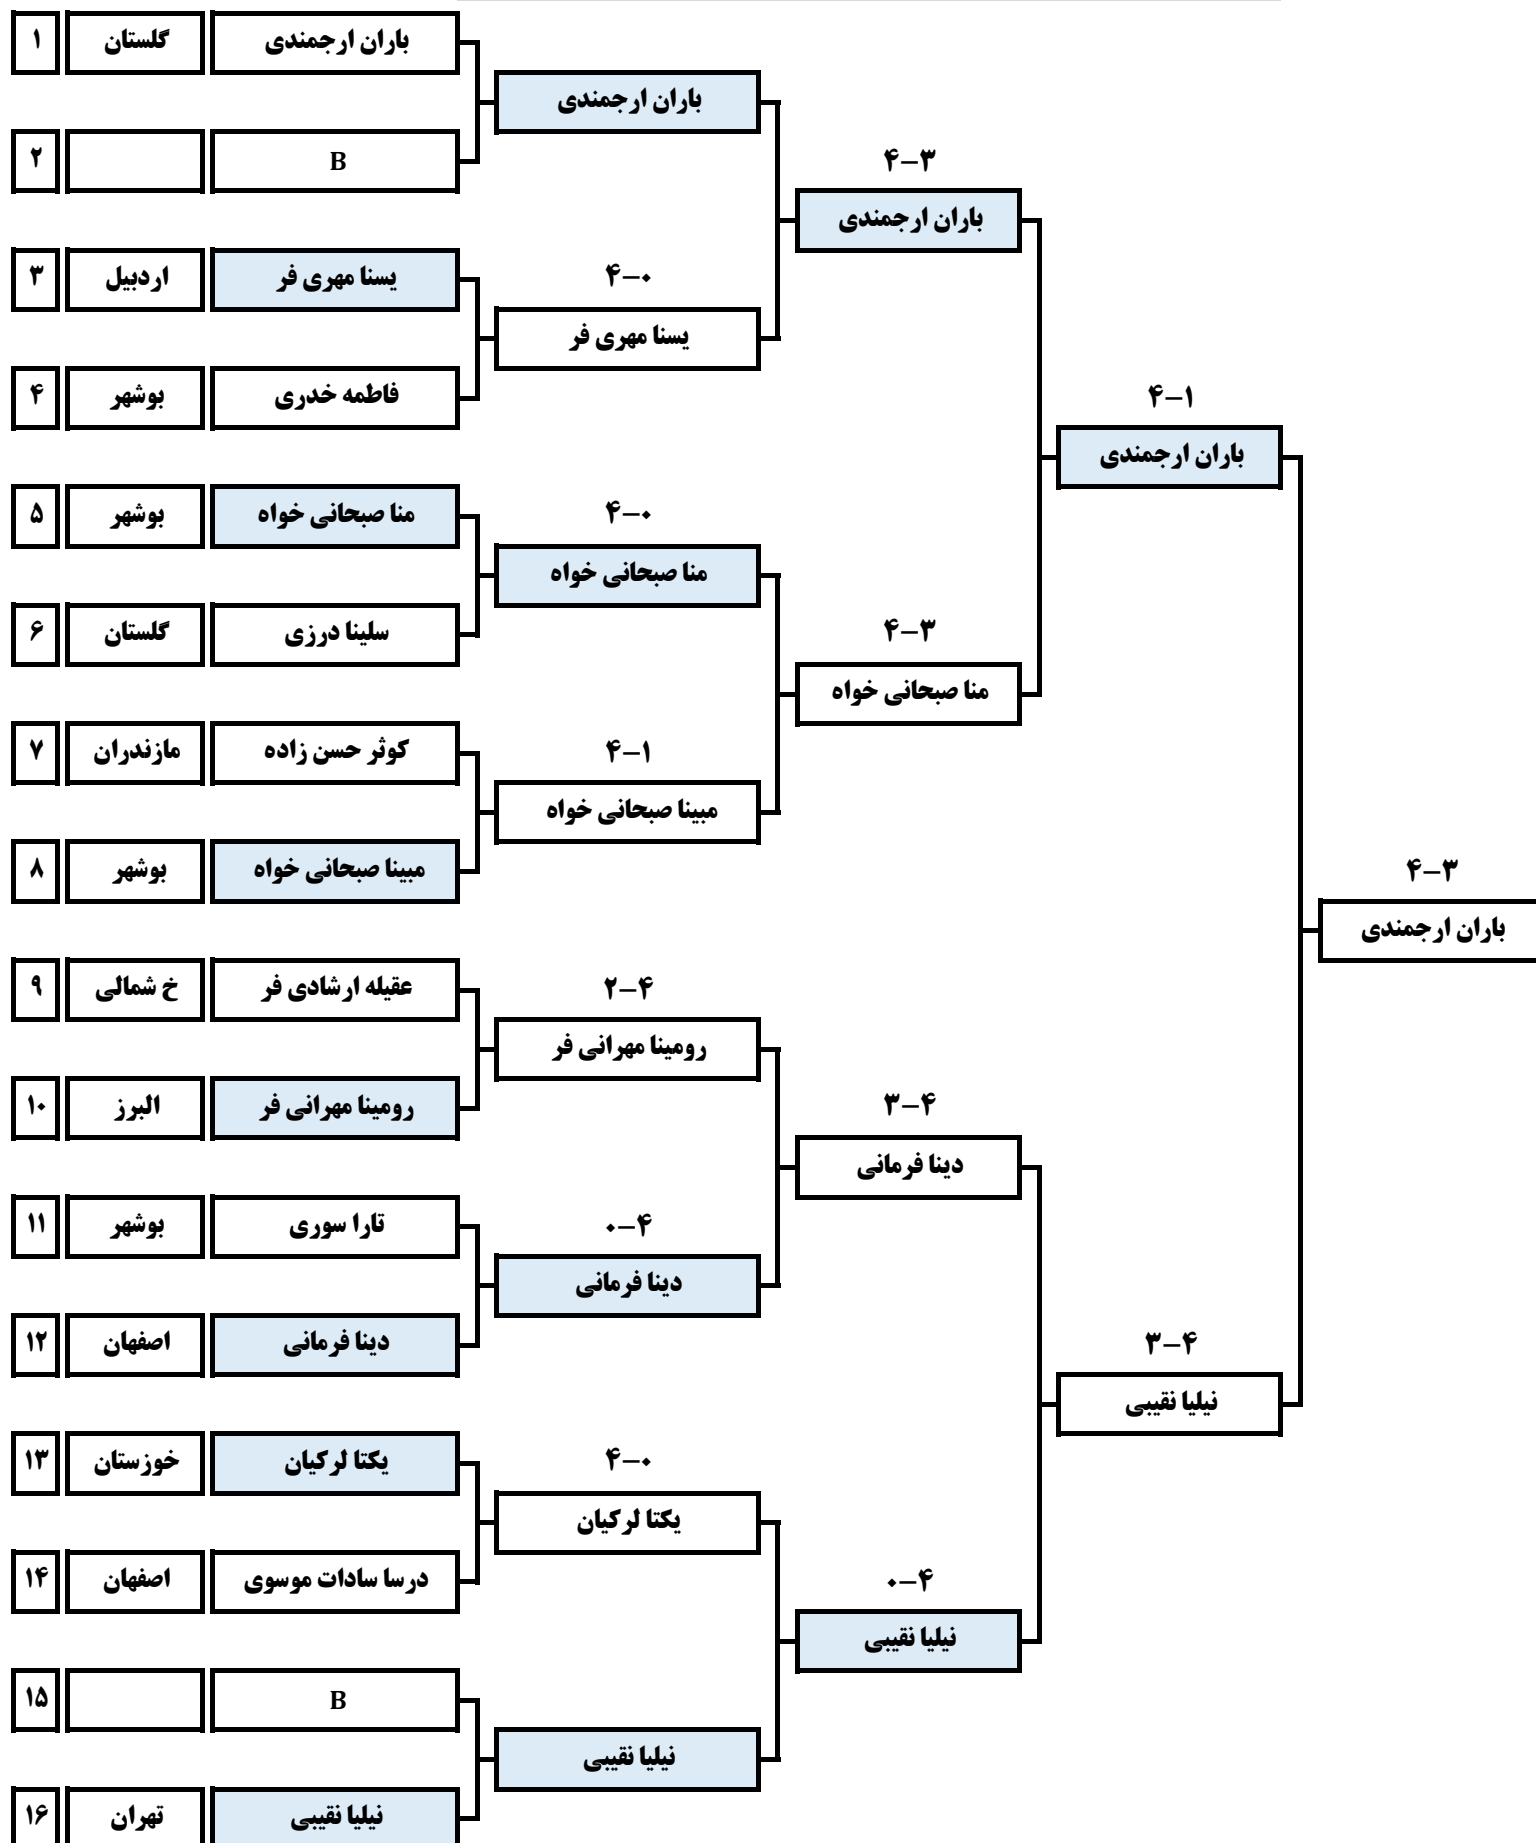 ۱ گلستان باران ارجمندی
باران ارجمندی
۲ B
۴-۳
باران ارجمندی
۳ اردبیل یسنا مهری فر
۴-۰
یسنا مهری فر
۴ بوشهر فاطمه خدری
۴-۱
باران ارجمندی
۵ بوشهر منا صبحانی خواه
۴-۰
منا صبحانی خواه
۶ گلستان سلینا درزی
۴-۳
منا صبحانی خواه
۷ مازندران کوثر حسن زاده
۴-۱
مبینا صبحانی خواه
۸ بوشهر مبینا صبحانی خواه
۴-۳
باران ارجمندی
۹ خ شمالی عقیله ارشادی فر
۲-۴
رومینا مهرانی فر
۱۰ البرز رومینا مهرانی فر
۳-۴
دینا فرمانی
۱۱ بوشهر تارا سوری
۰-۴
دینا فرمانی
۱۲ اصفهان دینا فرمانی
۳-۴
نیلیا نقیبی
۱۳ خوزستان یکتا لرکیان
۴-۰
یکتا لرکیان
۱۴ اصفهان درسا سادات موسوی
۰-۴
نیلیا نقیبی
۱۵ B
نیلیا نقیبی
۱۶ تهران نیلیا نقیبی